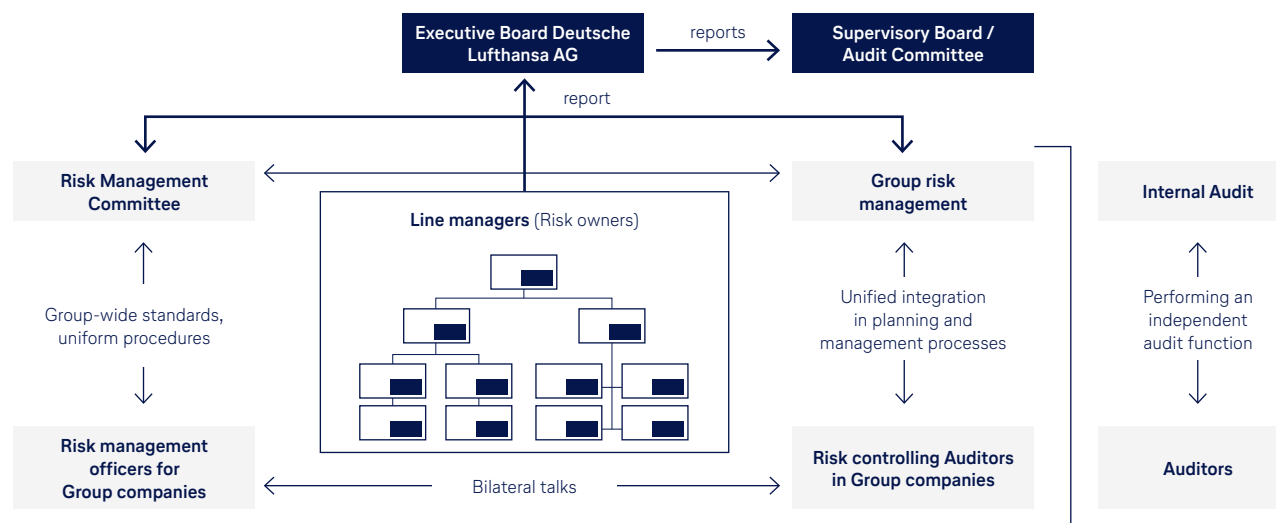 Executive Board Deutsche
Lufthansa AG
reports
Supervisory Board /
Audit Committee
report
Risk Management
Committee
Group risk
management
Internal Audit
Line managers (Risk owners)
Group-wide standards,
uniform procedures
Unified integration
in planning and
management processes
Performing an
independent
audit function
Risk management
officers for
Group companies
Bilateral talks
Risk controlling Auditors
in Group companies
Auditors